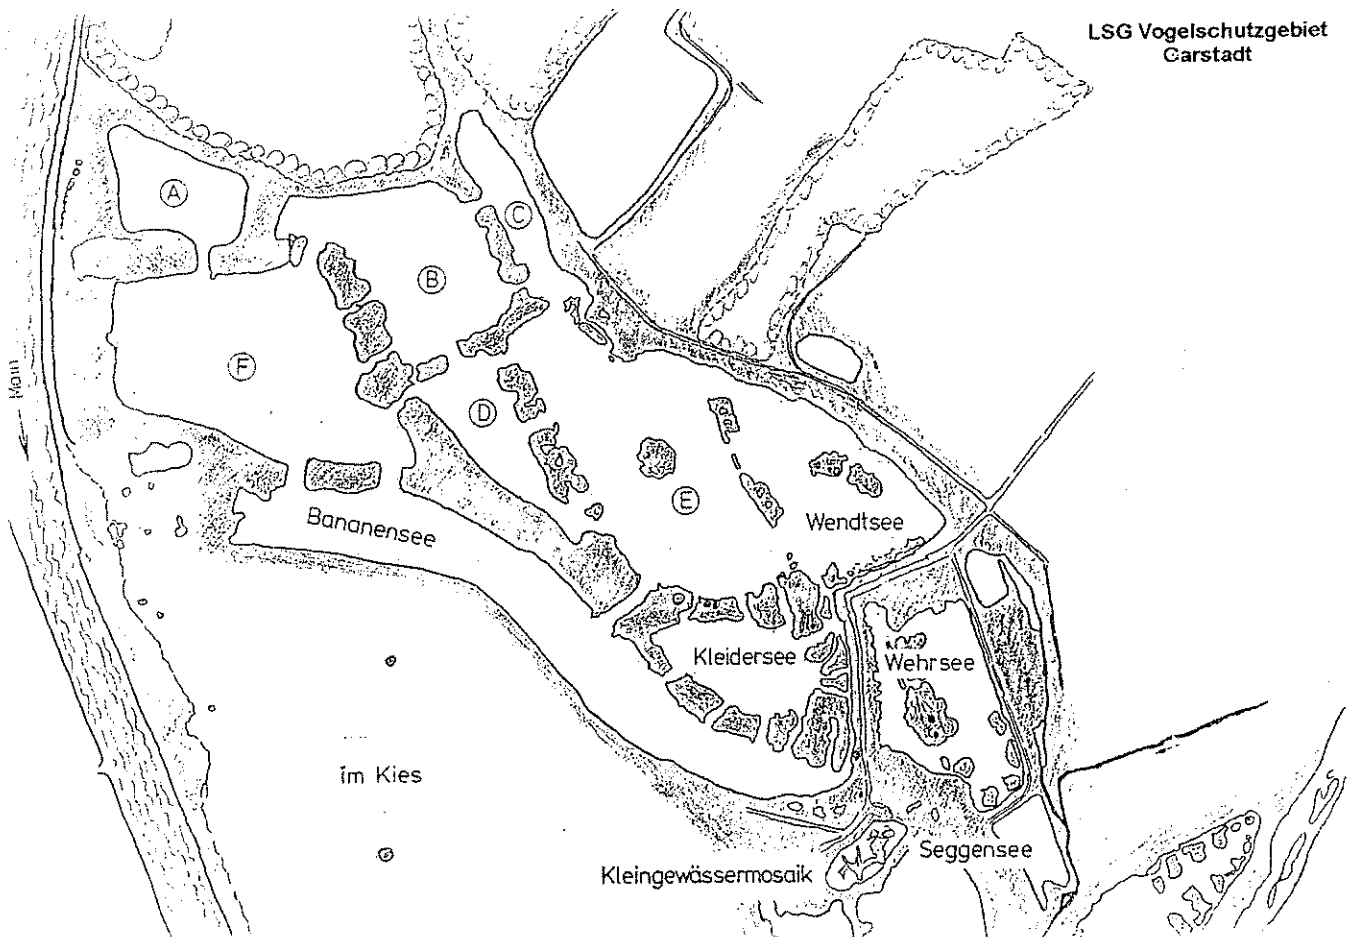 LSG Vogelschutzgebiet
Garstadt
A
C
B
F
D
E
Main
Wendtsee
Bananensee
Kleidersee
Wehrsee
im Kies
Seggensee
Kleingewässermosaik